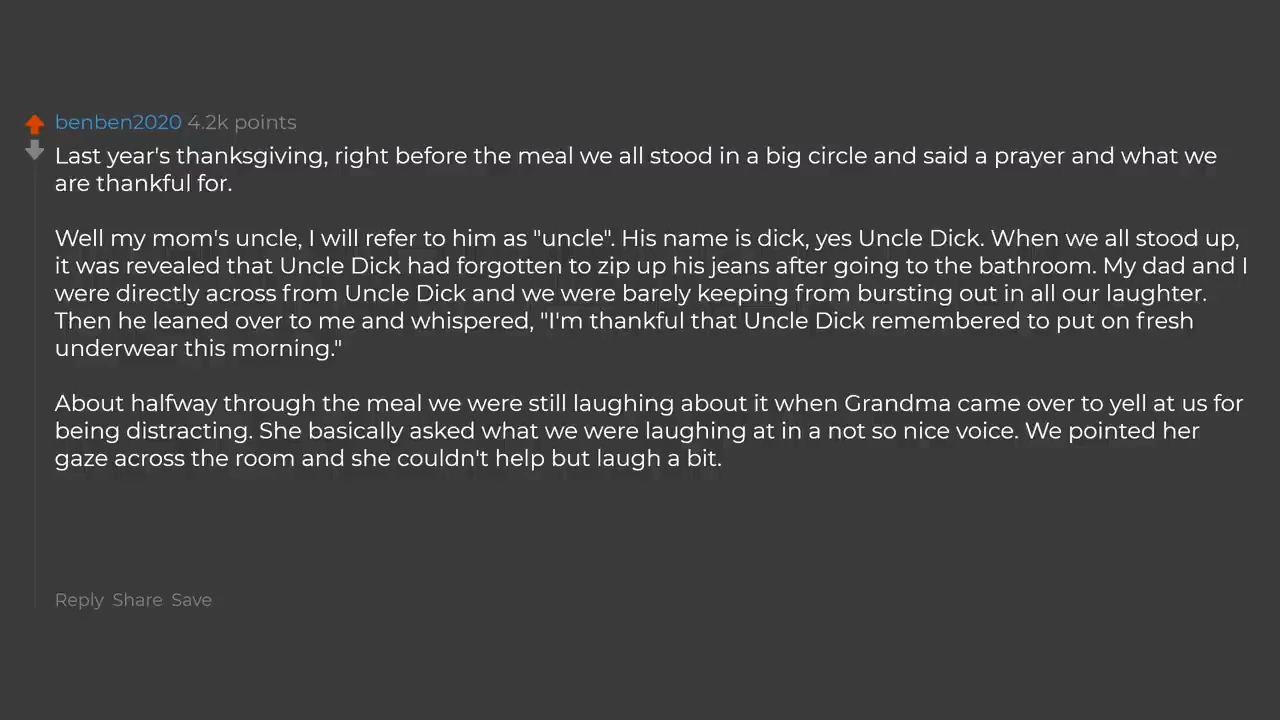 benben2020 4.2k points
Last year's thanksgiving, right before the meal we all stood in a big circle and said a prayer and what we
are thankful for.
Well my mom's uncle, I will refer to him as "uncle". His name is dick, yes Uncle Dick. When we all stood up,
it was revealed that Uncle Dick had forgotten to zip up his jeans after going to the bathroom. My dad and I
were directly across from Uncle Dick and we were barely keeping from bursting out in all our laughter.
Then he leaned over to me and whispered, "I'm thankful that Uncle Dick remembered to put on fresh
underwear this morning."
About halfway through the meal we were still laughing about it when Grandma came over to yell at us for
being distracting. She basically asked what we were laughing at in a not so nice voice. We pointed her
gaze across the room and she couldn't help but laugh a bit.
Reply Share Save